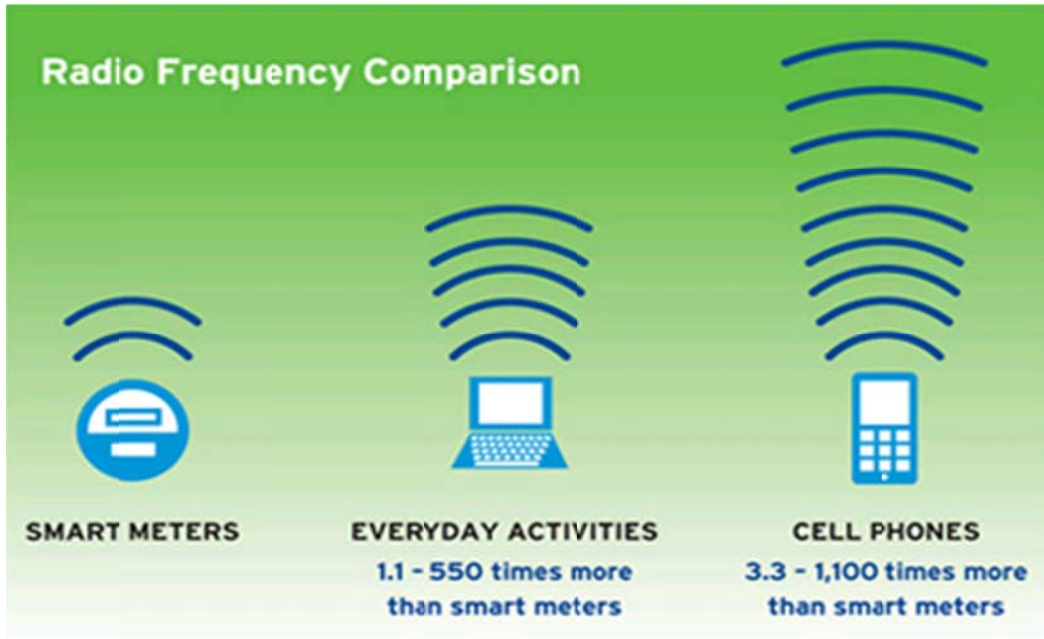 Radio Frequency Comparison
SMART METERS
EVERYDAY ACTIVITIES
1.1 – 550 times more
than smart meters
CELL PHONES
3.3 – 1,100 times more
than smart meters